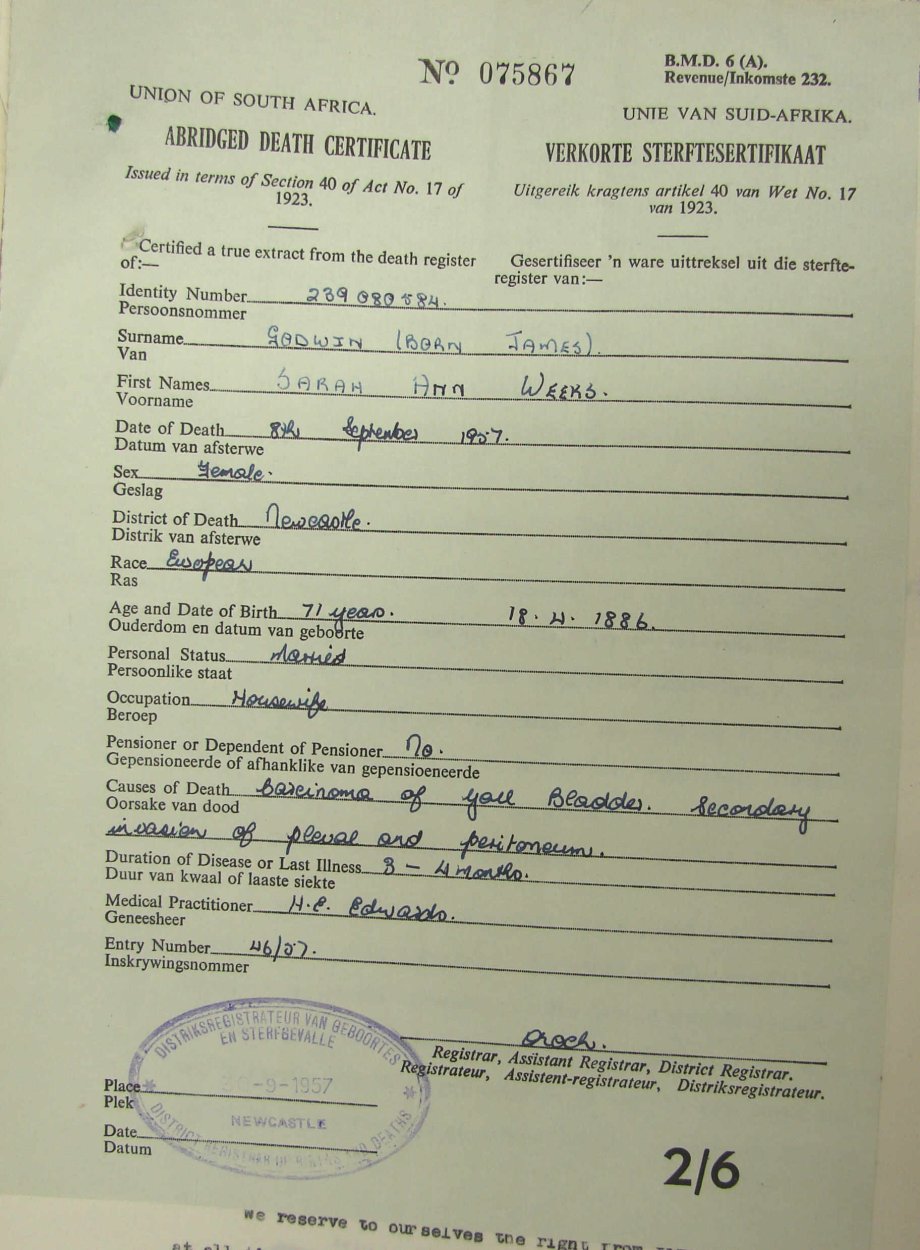 No 075867
B.M.D. 6 (A).
Revenue/Inkomste 232.
UNION OF SOUTH AFRICA.
ABRIDGED DEATH CERTIFICATE
Issued in terms of Section 40 of Act No. 17 of
1923.
UNIE VAN SUID-AFRIKA.
VERKORTE STERFTESERTIFIKAAT
Uitgereik kragtens artikel 40 van Wet No. 17
van 1923.
Certified a true extract from the death register
of:—
Gesertifiseer 'n ware uittreksel uit die sterfte-
register van:—
Identity Number 239 080 584.
Persoonsnommer
Surname GODWIN (BORN JAMES).
Van
First Names SARAH ANN WEEKS.
Voorname
Date of Death 8th September 1957.
Datum van afsterwe
Sex Female.
Geslag
District of Death Newcastle.
Distrik van afsterwe
Race European
Ras
Age and Date of Birth 71 years. 18. 4. 1886.
Ouderdom en datum van geboorte
Personal Status Married
Persoonlike staat
Occupation Housewife
Beroep
Pensioner or Dependent of Pensioner No.
Gepensioneerde of afhanklike van gepensioeneerde
Causes of Death Carcinoma of Gall Bladder. Secondary
Oorsake van dood
invasion of pleual and peritoneum.
Duration of Disease or Last Illness 3 – 4 months.
Duur van kwaal of laaste siekte
Medical Practitioner H.E. Edwards.
Geneesheer
Entry Number 46/57.
Inskrywingsnommer
Registrar, Assistant Registrar, District Registrar.
Registrateur, Assistent-registrateur, Distriksregistrateur.
DISTRIKSREGISTRATEUR VAN GEBOORTES
EN STERFGEVALLE
0-9-1957
NEWCASTLE
DISTRICT REGISTRAR OF BIRTHS AND DEATHS
Place
Plek
Date
Datum
2/6
We reserve to ourselves the right from
at all